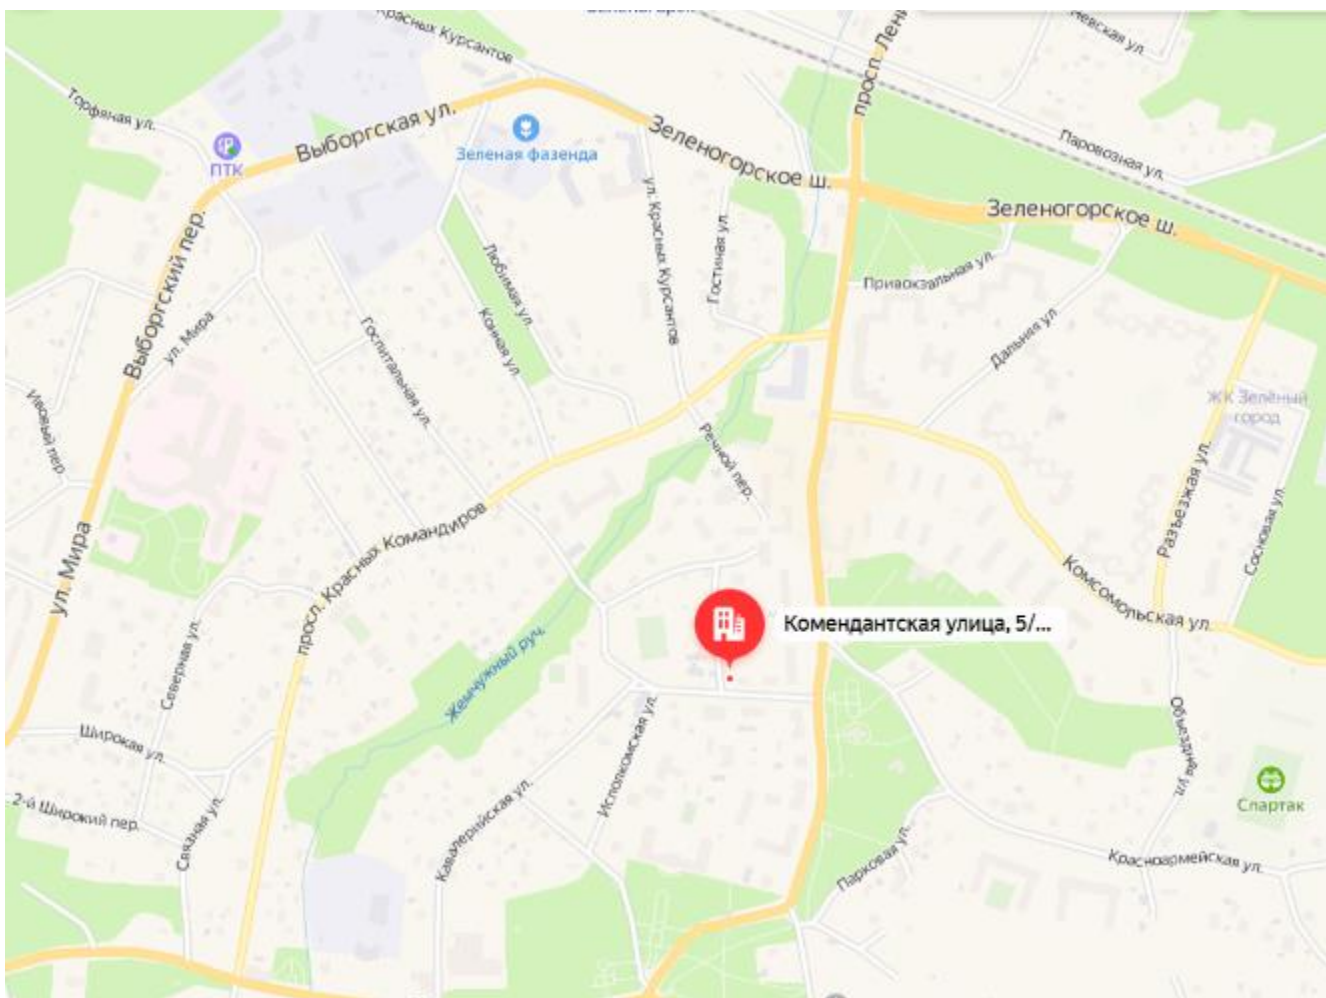 Красных Курсантов
просп. Лени
Невская ул.
Торфяная ул.
Выборгская ул.
Зеленогорское ш.
Паровозная ул.
ПТК
Зеленая фазенда
ул. Красных Курсантов
Гостиная ул.
Зеленогорское ш.
Выборгский пер.
Любимая ул.
Привокзальная ул.
ул. Мира
Госпитальная ул.
Конная ул.
Дальняя ул
Ивовый пер.
ЖК Зелёный
город
Речной пер.
Разъезжая ул.
Сосновая ул.
просп. Красных Командиров
ул. Мира
Комсомольская ул.
Комендантская улица, 5/...
Северная ул.
Жемчужный руч.
Широкая ул.
Исполкомская ул.
Объездная ул.
2-й Широкий пер.
Связная ул.
Кавалерийская ул.
Спартак
Парковая ул.
Красноармейская ул.